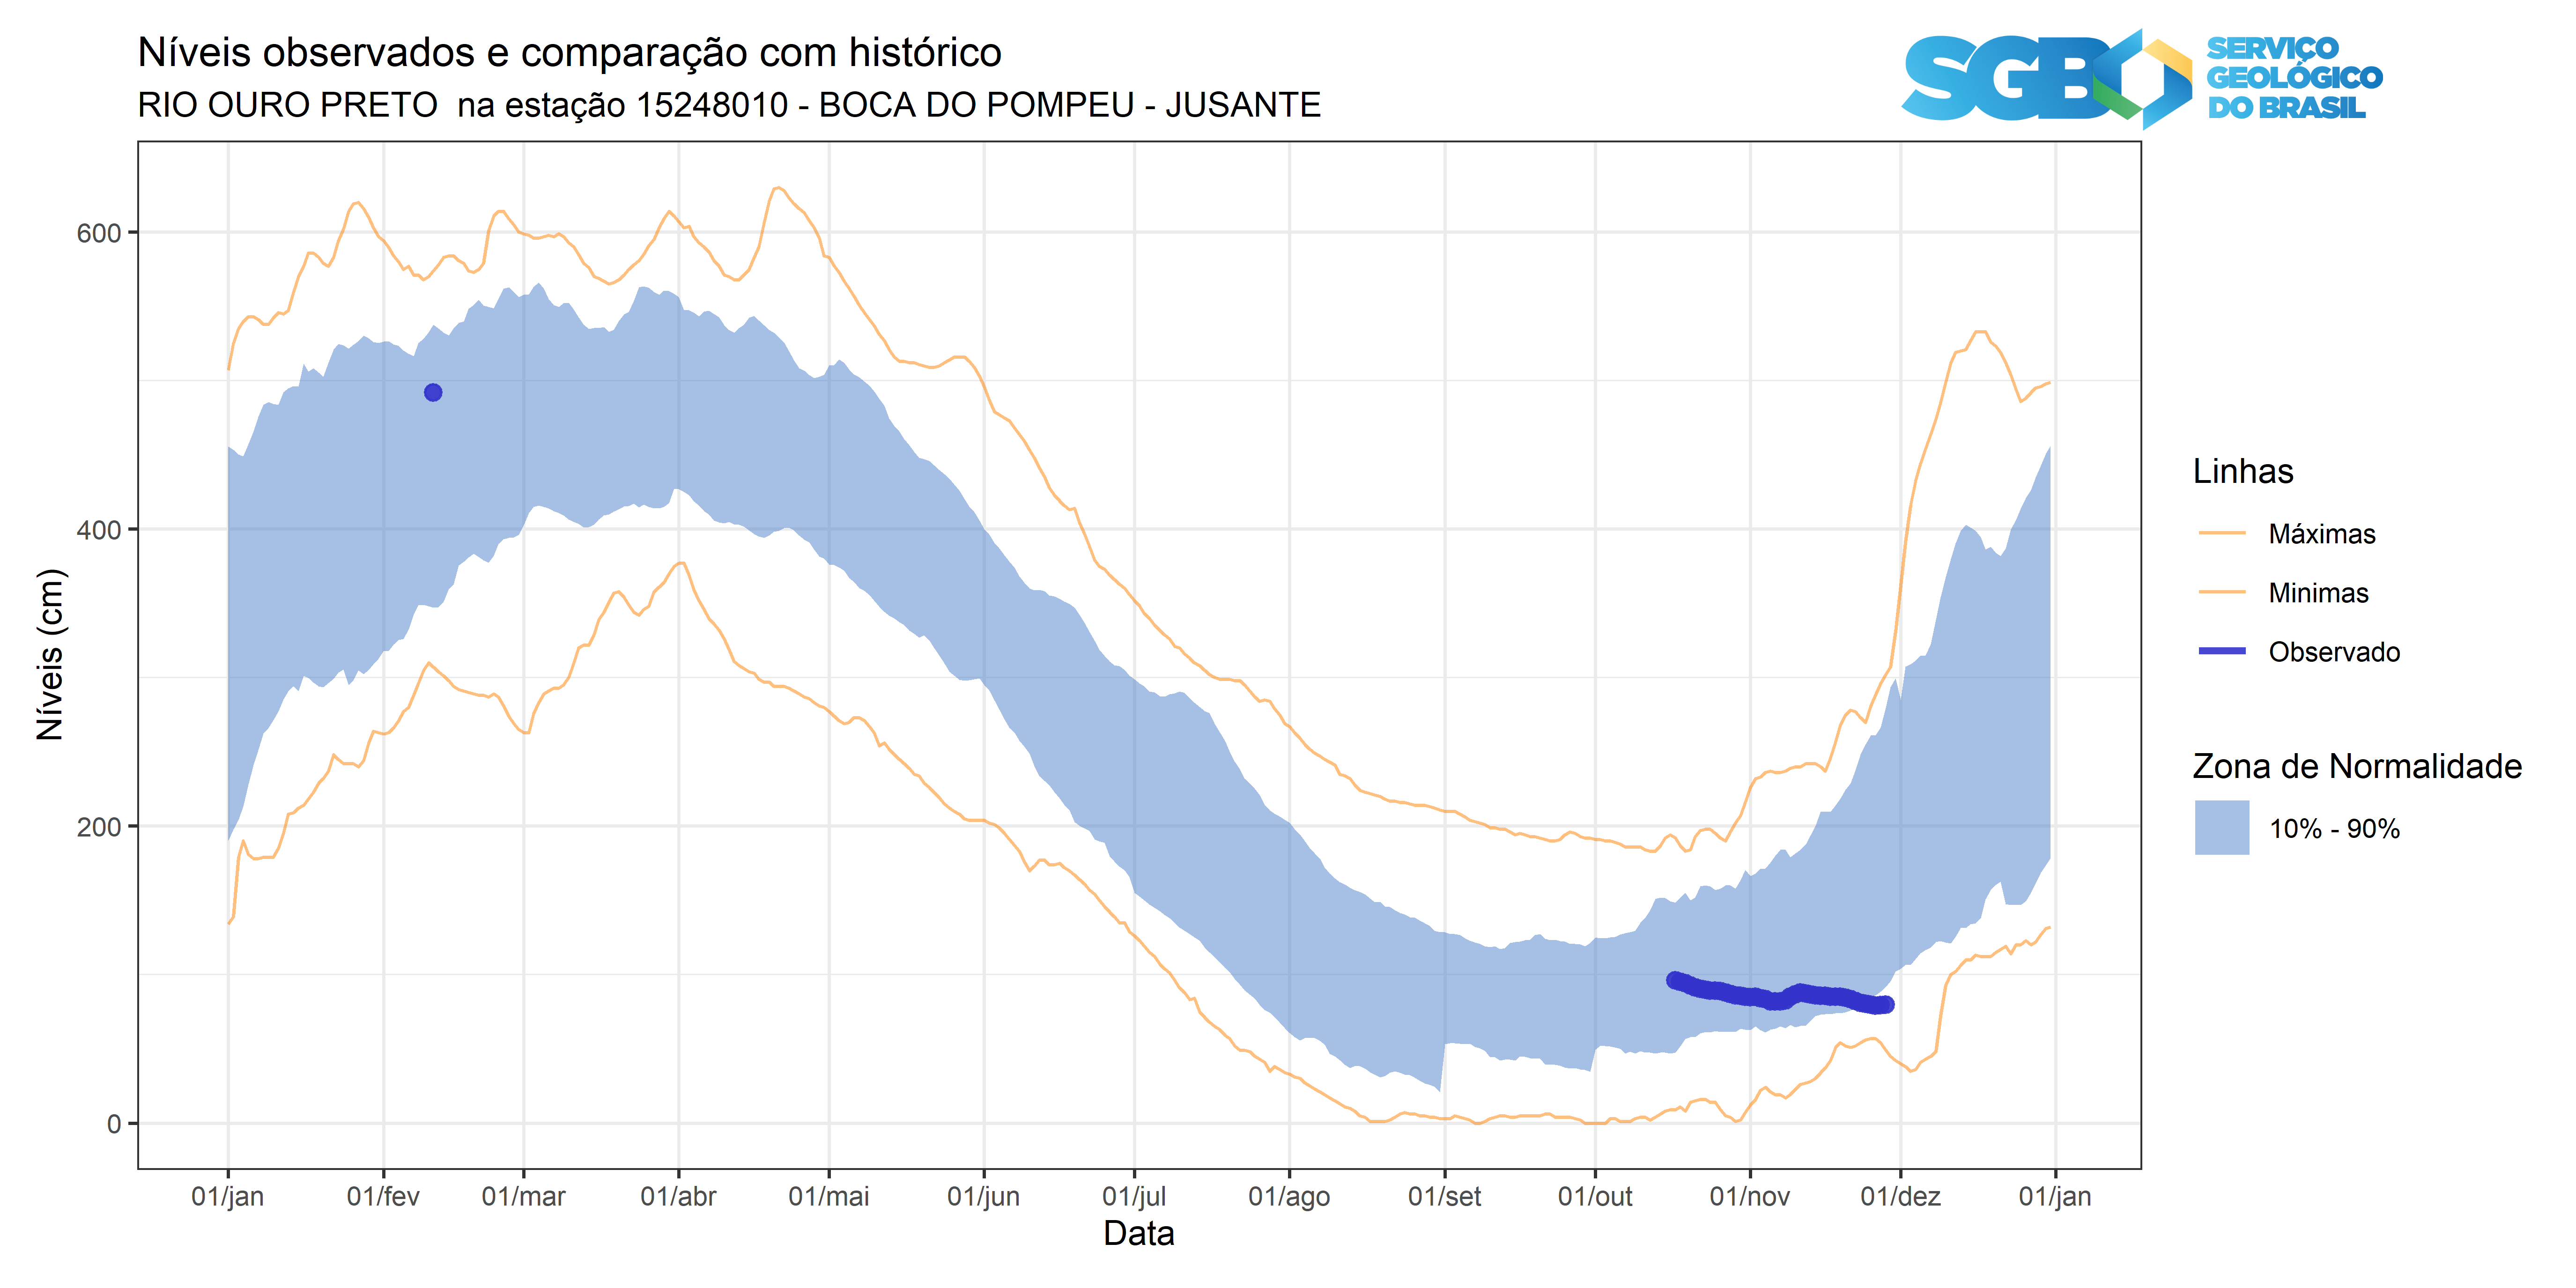 Níveis observados e comparação com histórico
RIO OURO PRETO  na estação 15248010 - BOCA DO POMPEU - JUSANTE
SGB
SERVIÇO
GEOLÓGICO
DO BRASIL
Níveis (cm)
600
400
200
0
01/jan
01/fev
01/mar
01/abr
01/mai
01/jun
01/jul
01/ago
01/set
01/out
01/nov
01/dez
01/jan
Data
Linhas
Máximas
Minimas
Observado
Zona de Normalidade
10% - 90%